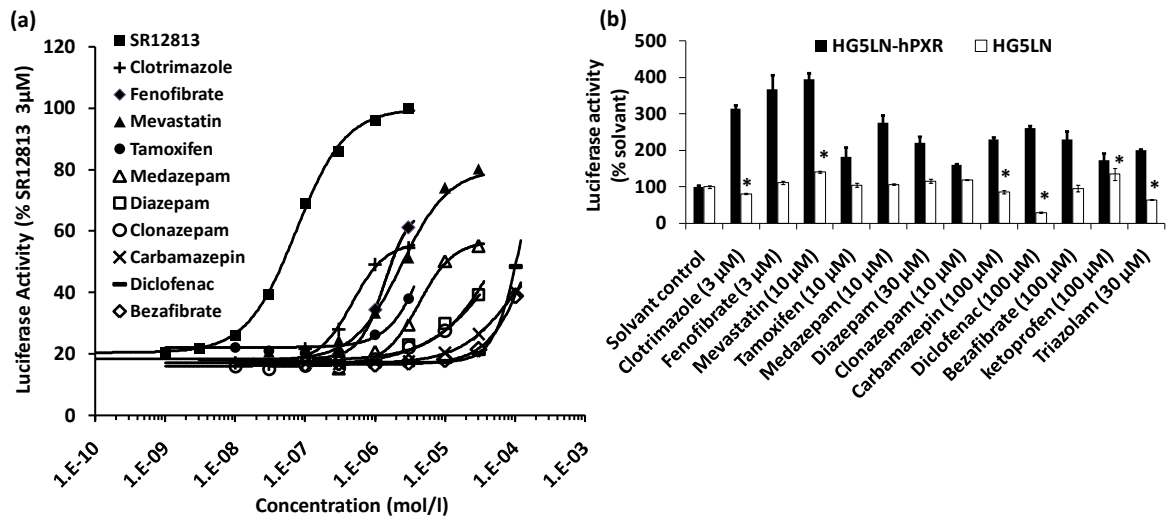 (a)
SR12813
Clotrimazole
Fenofibrate
Mevastatin
Tamoxifen
Medazepam
Diazepam
Clonazepam
Carbamazepin
Diclofenac
Bezafibrate
Luciferase Activity (% SR12813 3µM)
120
100
80
60
40
20
0
1.E-10
1.E-09
1.E-08
1.E-07
1.E-06
1.E-05
1.E-04
1.E-03
Concentration (mol/l)
(b)
HG5LN-hPXR
HG5LN
Luciferase activity
(% solvant)
500
400
300
200
100
0
*
*
*
*
*
*
Solvant control
Clotrimazole (3 µM)
Fenofibrate (3 µM)
Mevastatin (10 µM)
Tamoxifen (10 µM)
Medazepam (10 µM)
Diazepam (30 µM)
Clonazepam (10 µM)
Carbamazepin (100 µM)
Diclofenac (100 µM)
Bezafibrate (100 µM)
ketoprofen (100 µM)
Triazolam (30 µM)